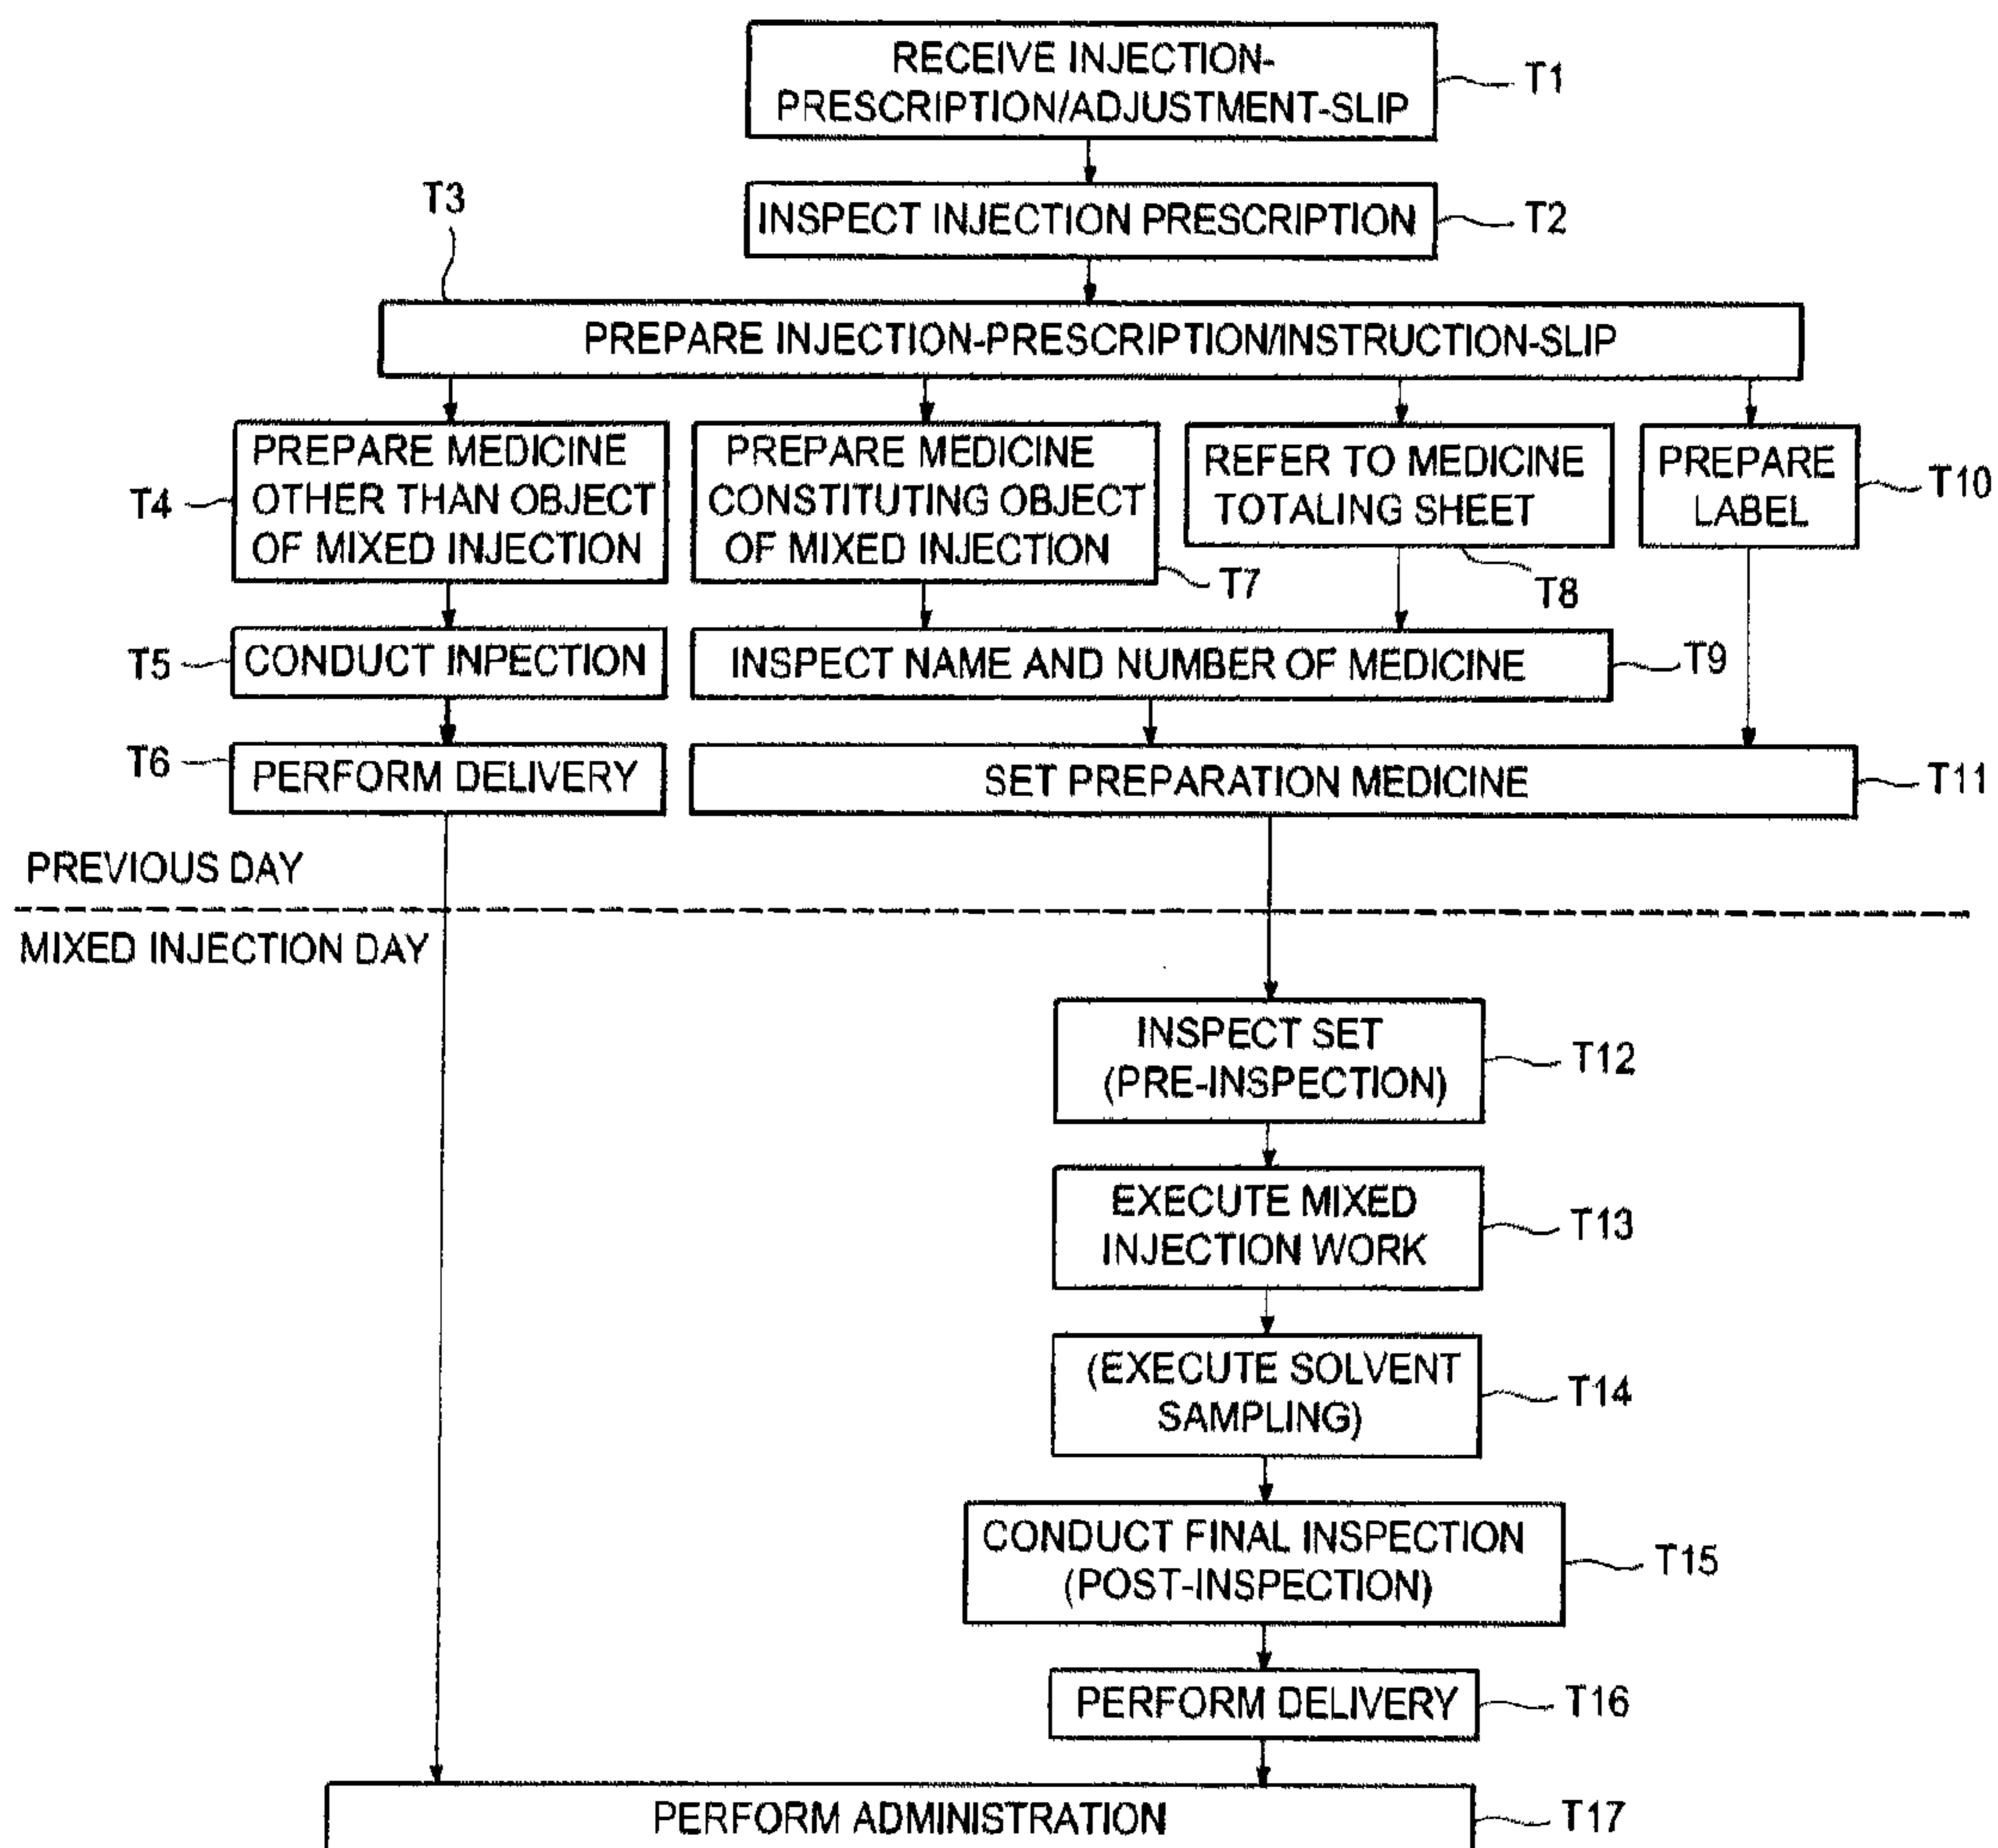 RECEIVE INJECTION-
PRESCRIPTION/ADJUSTMENT-SLIP
T1
INSPECT INJECTION PRESCRIPTION
T2
T3
PREPARE INJECTION-PRESCRIPTION/INSTRUCTION-SLIP
T4
PREPARE MEDICINE
OTHER THAN OBJECT
OF MIXED INJECTION
PREPARE MEDICINE
CONSTITUTING OBJECT
OF MIXED INJECTION
T7
REFER TO MEDICINE
TOTALING SHEET
T8
PREPARE
LABEL
T10
T5
CONDUCT INPECTION
INSPECT NAME AND NUMBER OF MEDICINE
T9
T6
PERFORM DELIVERY
SET PREPARATION MEDICINE
T11
PREVIOUS DAY
MIXED INJECTION DAY
INSPECT SET
(PRE-INSPECTION)
T12
EXECUTE MIXED
INJECTION WORK
T13
(EXECUTE SOLVENT
SAMPLING)
T14
CONDUCT FINAL INSPECTION
(POST-INSPECTION)
T15
PERFORM DELIVERY
T16
PERFORM ADMINISTRATION
T17